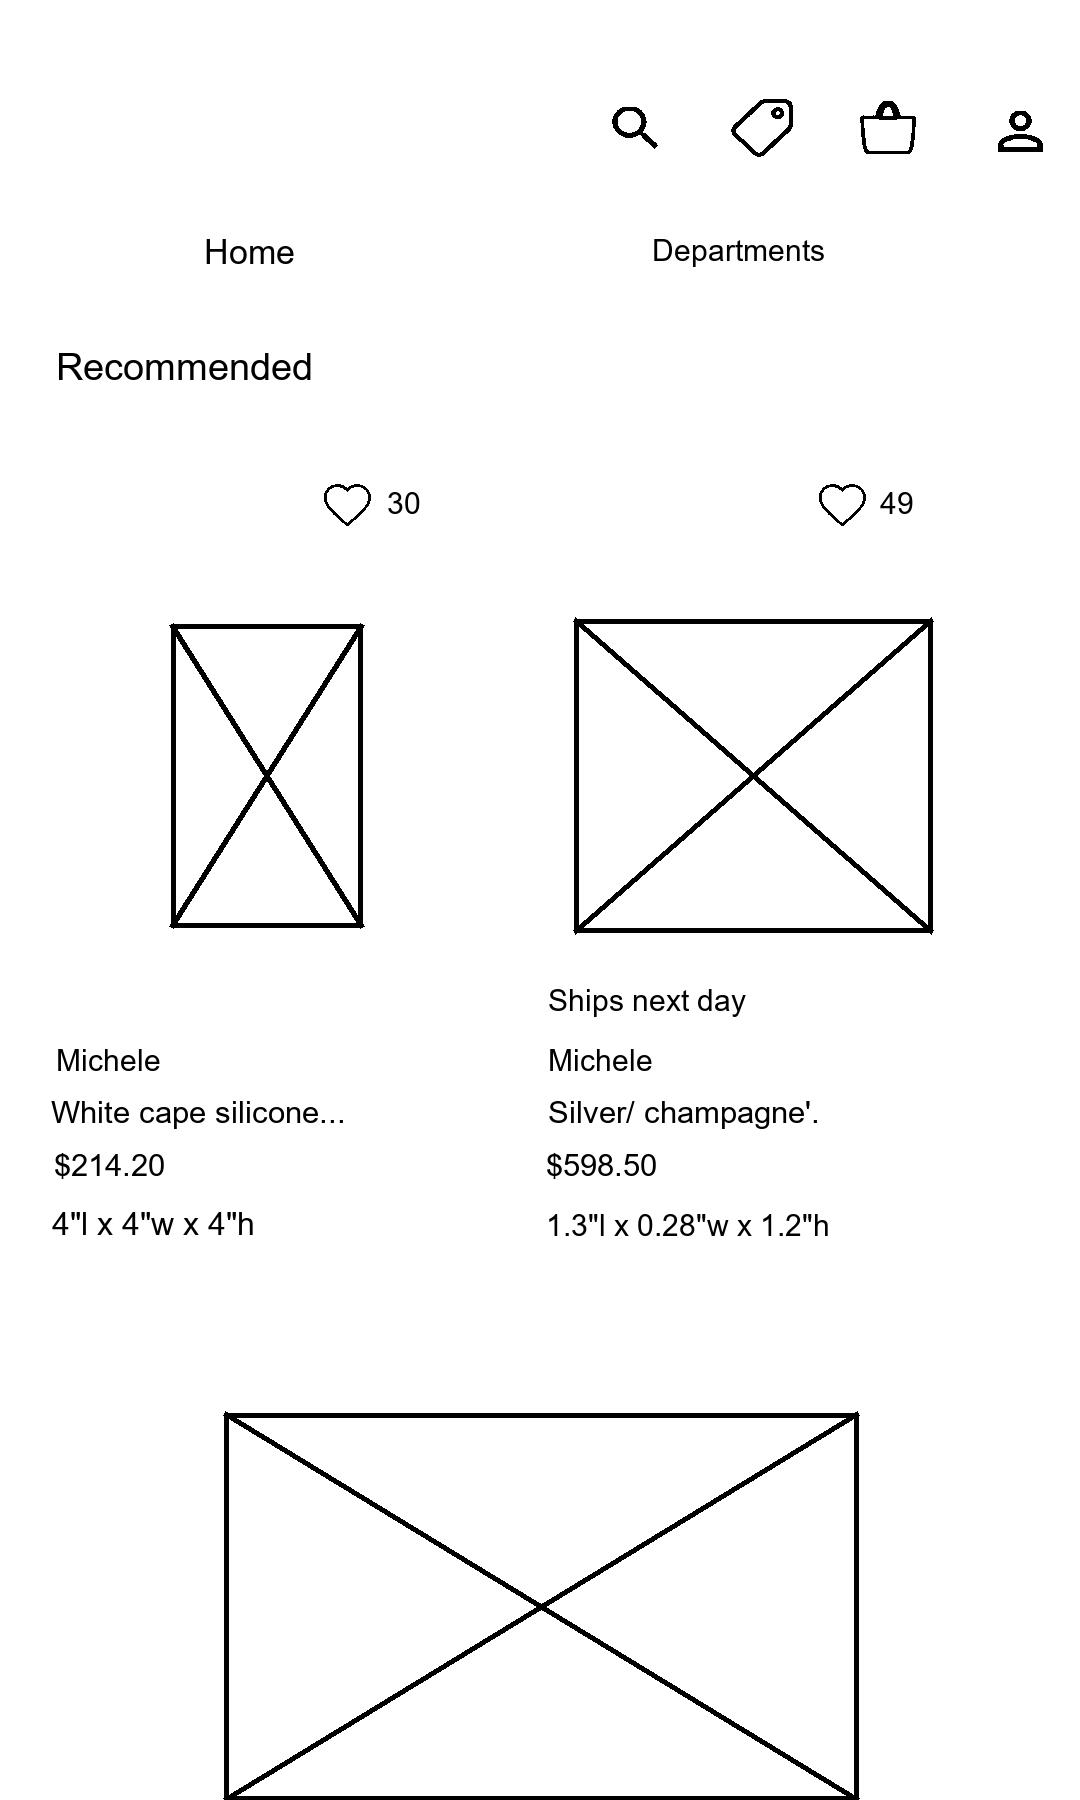 Home
Departments
Recommended
30
49
Ships next day
Michele
White cape silicone...
$214.20
4"l x 4"w x 4"h
Michele
Silver/ champagne'.
$598.50
1.3"l x 0.28"w x 1.2"h